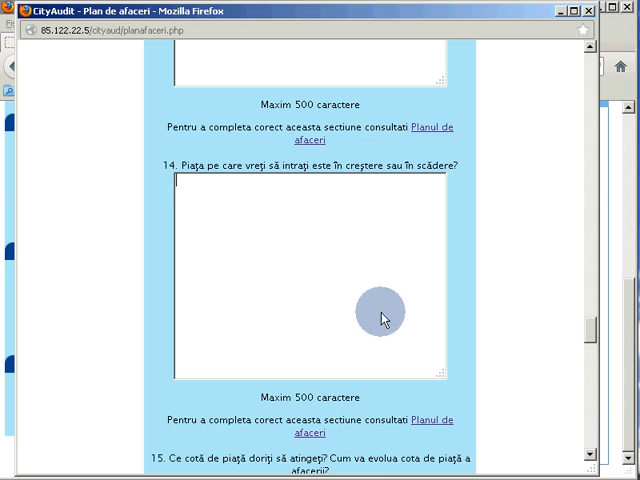 CityAudit - Plan de afaceri - Mozilla Firefox
85.122.22.5/cityaud/planafaceri.php
Maxim 500 caractere
Pentru a completa corect aceasta sectiune consultati Planul de
afaceri
14. Piaţa pe care vreţi să intraţi este în creştere sau în scădere?
Maxim 500 caractere
Pentru a completa corect aceasta sectiune consultati Planul de
afaceri
15. Ce cotă de piaţă doriţi să atingeţi? Cum va evolua cota de piaţă a
afacerii?